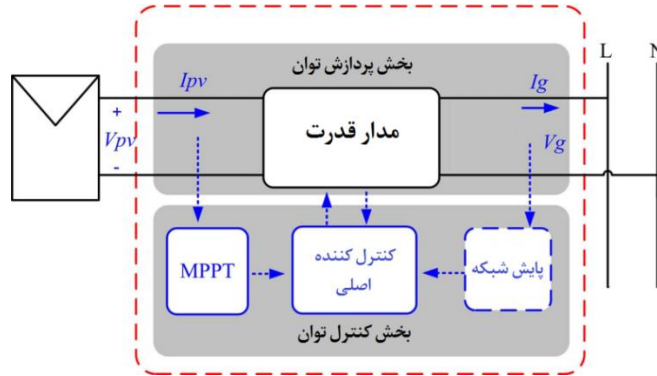 بخش پردازش توان
L
N
Ipv
Ig
+
Vpv
-
مدار قدرت
Vg
MPPT
کنترل کننده
اصلی
پایش شبکه
بخش کنترل توان